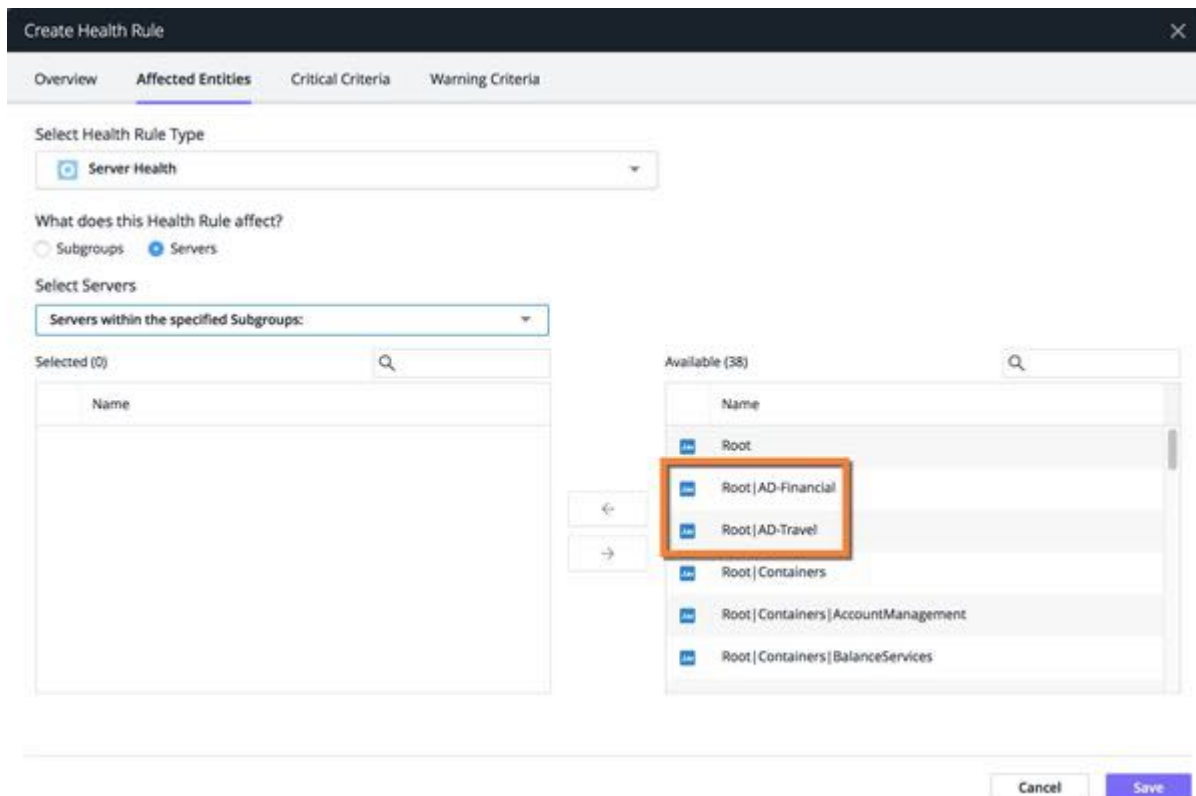 Create Health Rule
Overview Affected Entities Critical Criteria Warning Criteria
Select Health Rule Type
Server Health
What does this Health Rule affect?
Subgroups Servers
Select Servers
Servers within the specified Subgroups:
Selected (0)
Name
Available (38)
Name
Root
Root|AD-Financial
Root|AD-Travel
Root|Containers
Root|Containers|AccountManagement
Root|Containers|BalanceServices
Cancel Save